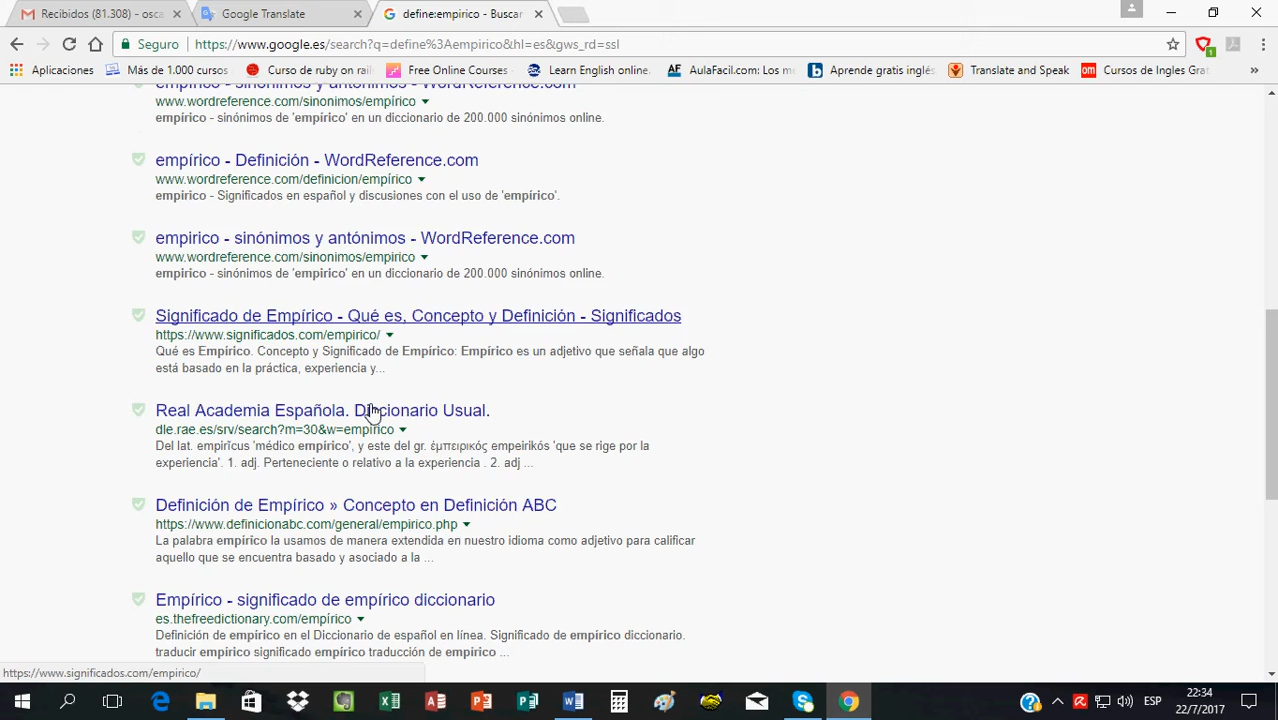 Recibidos (81.308) - osca
Google Translate
define:empirico - Buscar
Seguro https://www.google.es/search?q=define%3Aempirico&hl=es&gws_rd=ssl
Aplicaciones
Más de 1.000 cursos
Curso de ruby on rail
Free Online Courses
Learn English online.
AulaFacil.com: Los me
Aprende gratis inglés
Translate and Speak
Cursos de Ingles Grat
empírico - sinónimos y antónimos - WordReference.com
www.wordreference.com/sinonimos/empírico
empírico - sinónimos de 'empírico' en un diccionario de 200.000 sinónimos online.
empírico - Definición - WordReference.com
www.wordreference.com/definicion/empírico
empírico - Significados en español y discusiones con el uso de 'empírico'.
empirico - sinónimos y antónimos - WordReference.com
www.wordreference.com/sinonimos/empirico
empirico - sinónimos de 'empirico' en un diccionario de 200.000 sinónimos online.
Significado de Empírico - Qué es, Concepto y Definición - Significados
https://www.significados.com/empirico/
Qué es Empírico. Concepto y Significado de Empírico: Empírico es un adjetivo que señala que algo
está basado en la práctica, experiencia y...
Real Academia Española. Diccionario Usual.
dle.rae.es/srv/search?m=30&w=empírico
Del lat. empirĭcus 'médico empírico', y este del gr. ἐμπειρικός empeirikós 'que se rige por la
experiencia'. 1. adj. Perteneciente o relativo a la experiencia . 2. adj ...
Definición de Empírico » Concepto en Definición ABC
https://www.definicionabc.com/general/empirico.php
La palabra empírico la usamos de manera extendida en nuestro idioma como adjetivo para calificar
aquello que se encuentra basado y asociado a la ...
Empírico - significado de empírico diccionario
es.thefreedictionary.com/empírico
Definición de empírico en el Diccionario de español en línea. Significado de empírico diccionario.
traducir empírico significado empírico traducción de empírico ...
https://www.significados.com/empirico/
ESP
22:34
22/7/2017